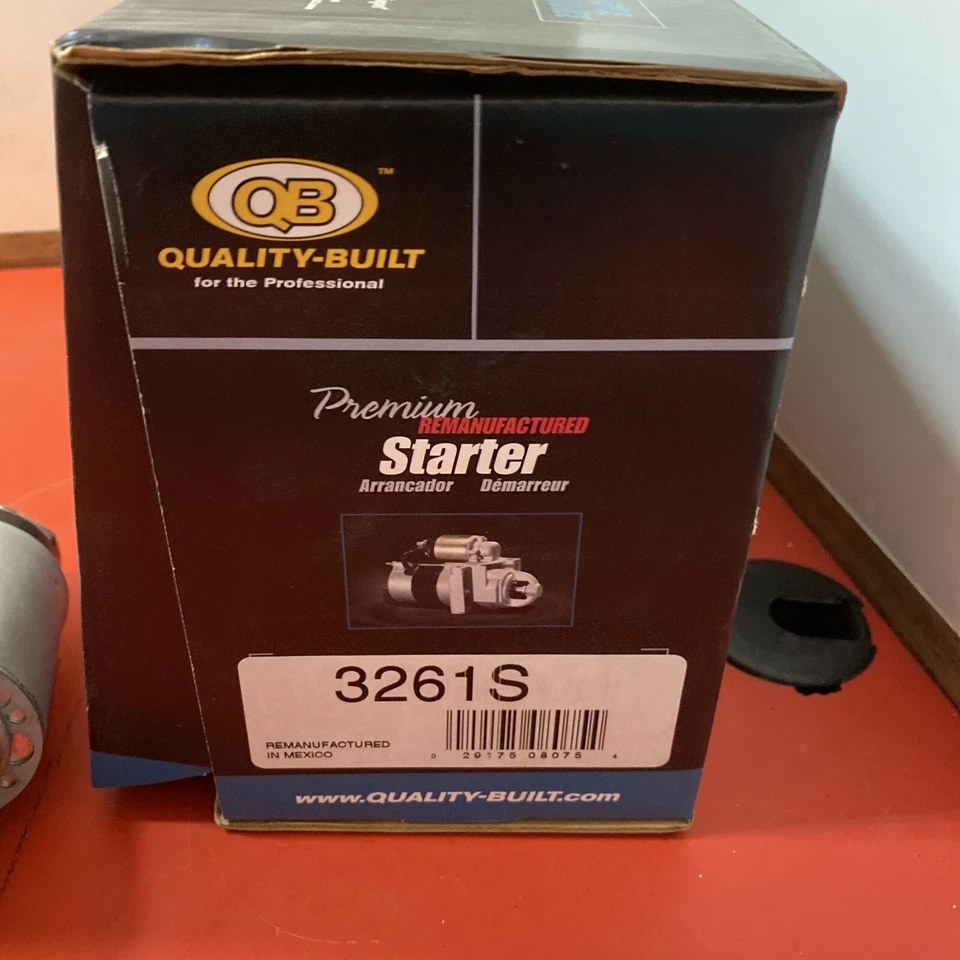 QB™
QUALITY-BUILT
for the Professional
Premium
REMANUFACTURED
Starter
Arrancador Démarreur
3261S
REMANUFACTURED
IN MEXICO
0 29175 08075 4
www.QUALITY-BUILT.com